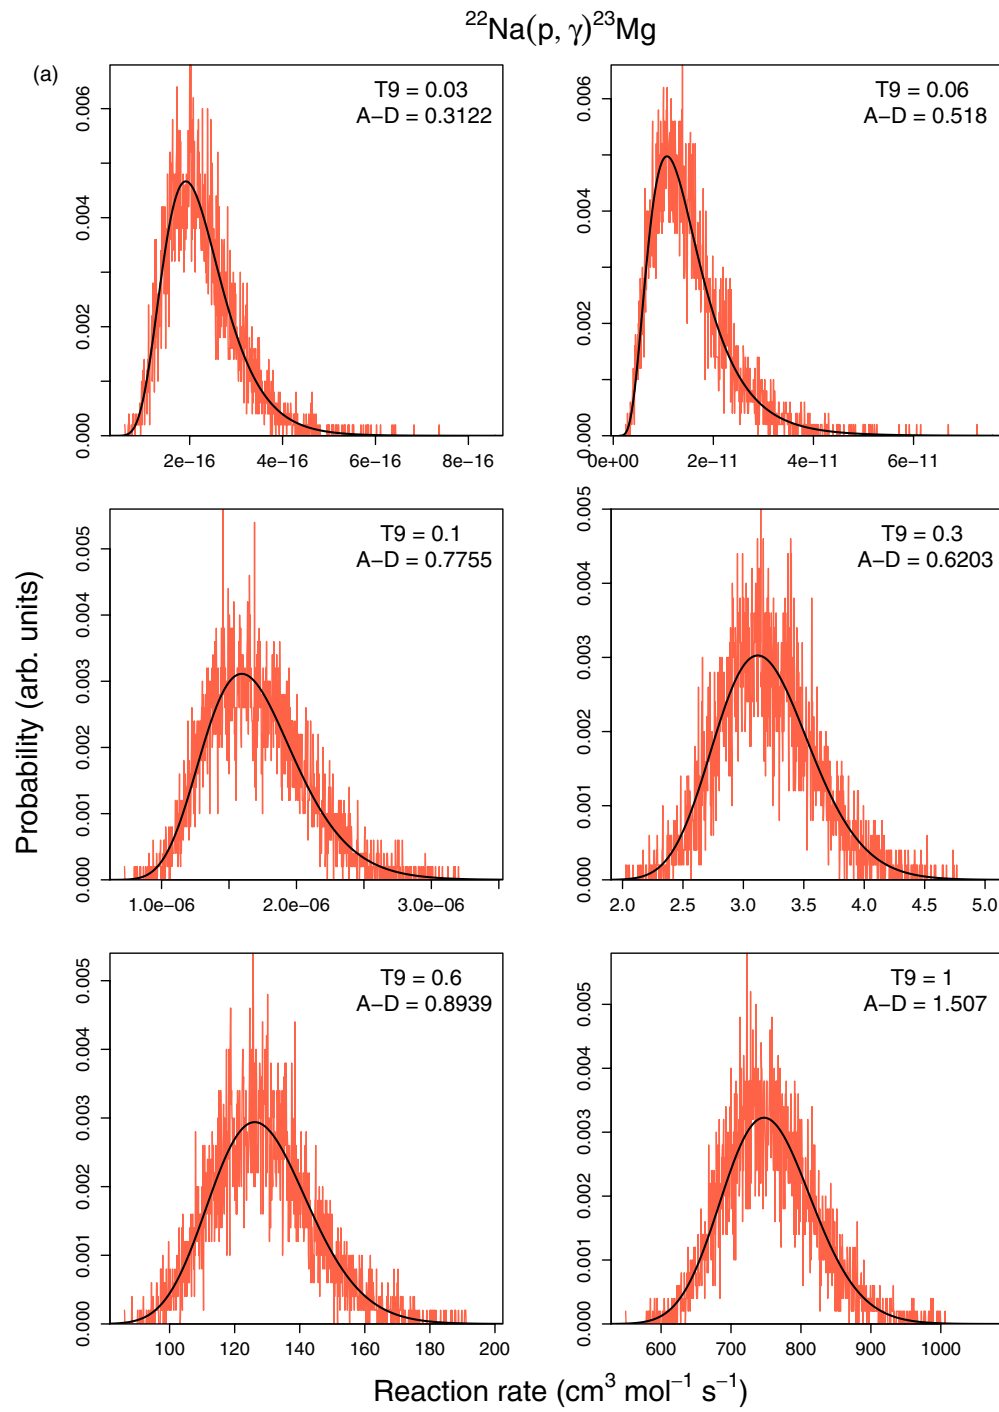 ²²Na(p, γ)²³Mg
(a)
T9 = 0.03
A−D = 0.3122
0.000
0.002
0.004
0.006
2e−16
4e−16
6e−16
8e−16
T9 = 0.06
A−D = 0.518
0.000
0.002
0.004
0.006
0e+00
2e−11
4e−11
6e−11
T9 = 0.1
A−D = 0.7755
0.000
0.001
0.002
0.003
0.004
0.005
1.0e−06
2.0e−06
3.0e−06
T9 = 0.3
A−D = 0.6203
0.000
0.001
0.002
0.003
0.004
0.005
2.0
2.5
3.0
3.5
4.0
4.5
5.0
T9 = 0.6
A−D = 0.8939
0.000
0.001
0.002
0.003
0.004
0.005
100
120
140
160
180
200
T9 = 1
A−D = 1.507
0.000
0.001
0.002
0.003
0.004
0.005
600
700
800
900
1000
Probability (arb. units)
Reaction rate (cm³ mol⁻¹ s⁻¹)